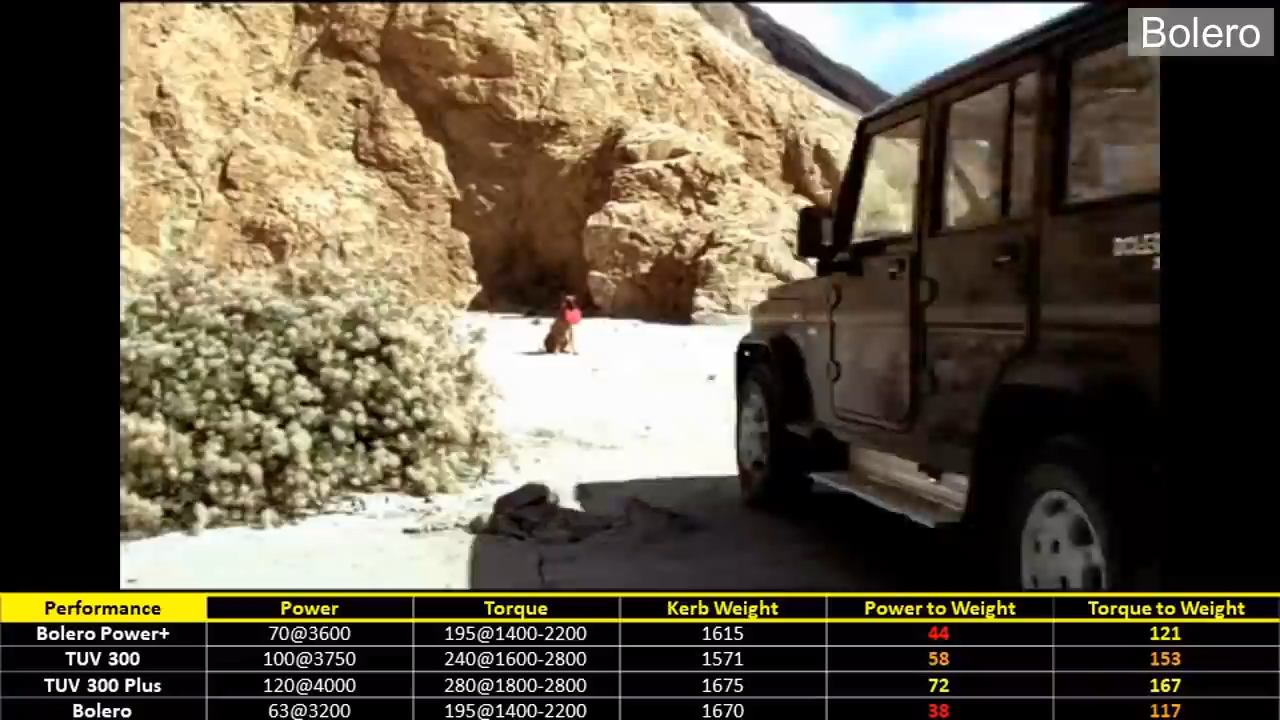 Bolero
BOLE
Performance Power Torque Kerb Weight Power to Weight Torque to Weight
Bolero Power+ 70@3600 195@1400-2200 1615 44 121
TUV 300 100@3750 240@1600-2800 1571 58 153
TUV 300 Plus 120@4000 280@1800-2800 1675 72 167
Bolero 63@3200 195@1400-2200 1670 38 117